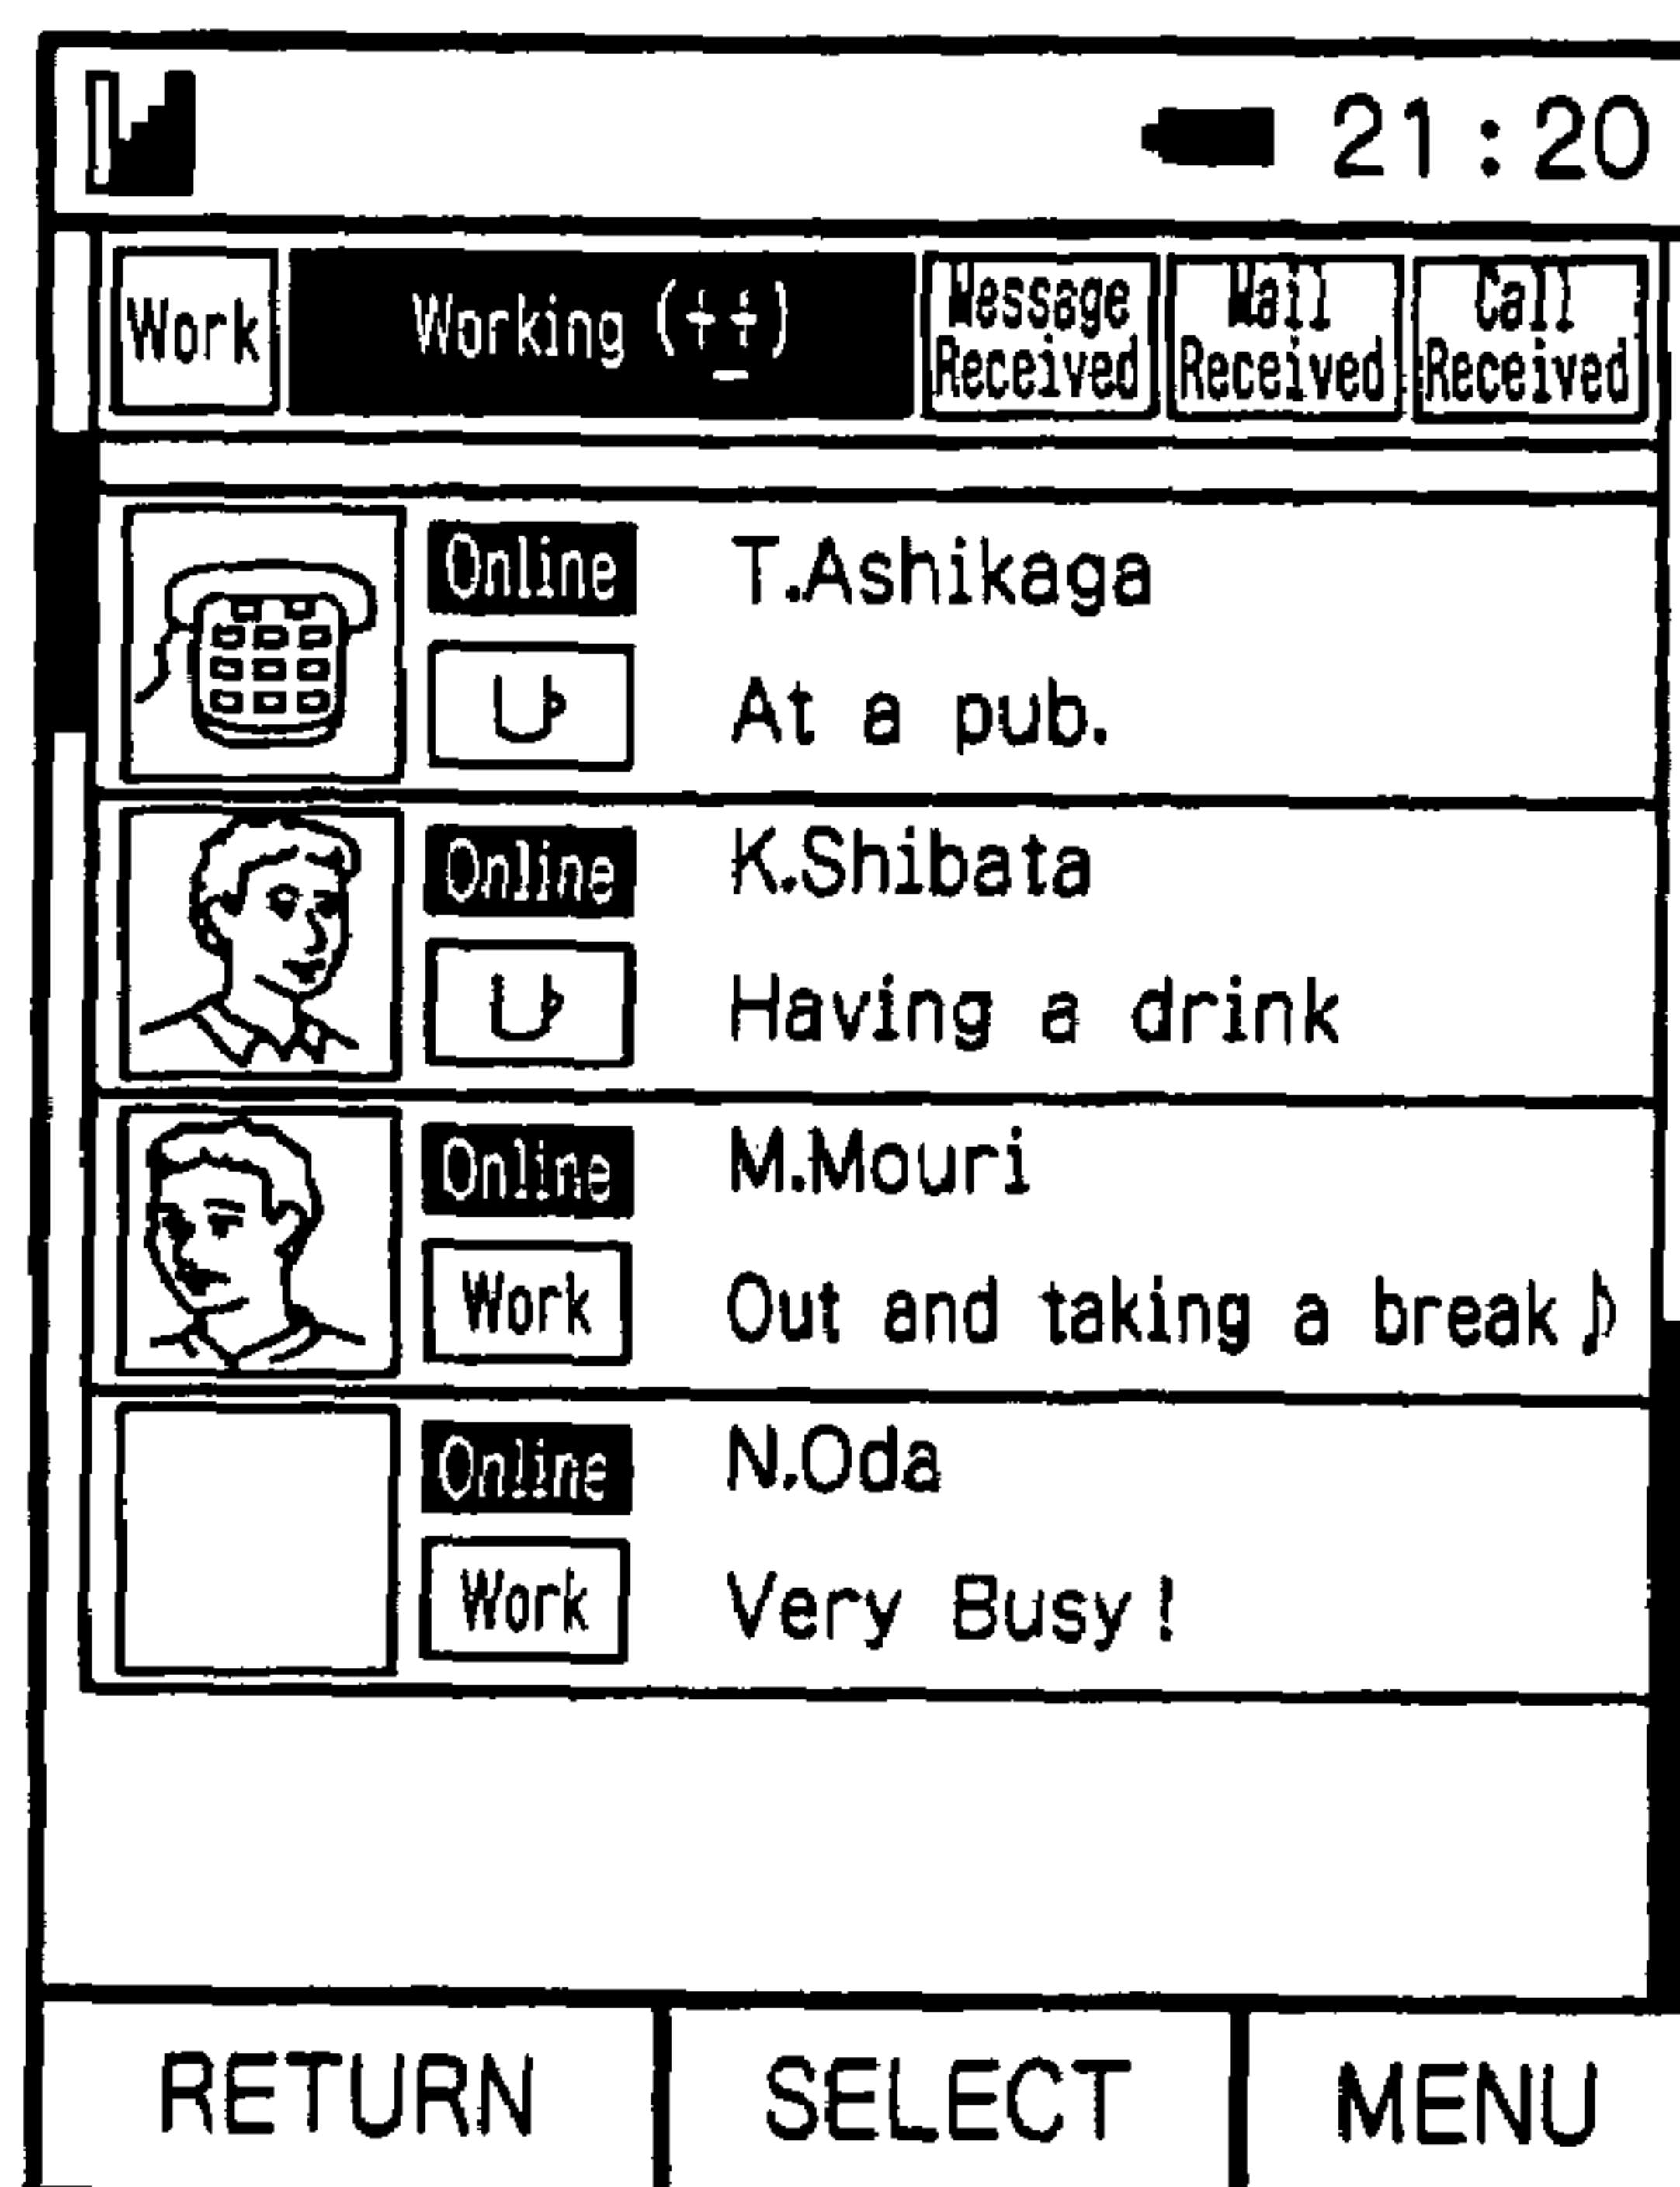 21:20
Work Working (‡_‡) Message Received Mail Received Call Received
Online T.Ashikaga
At a pub.
Online K.Shibata
Having a drink
Online M.Mouri
Work Out and taking a break♪
Online N.Oda
Work Very Busy!
RETURN SELECT MENU